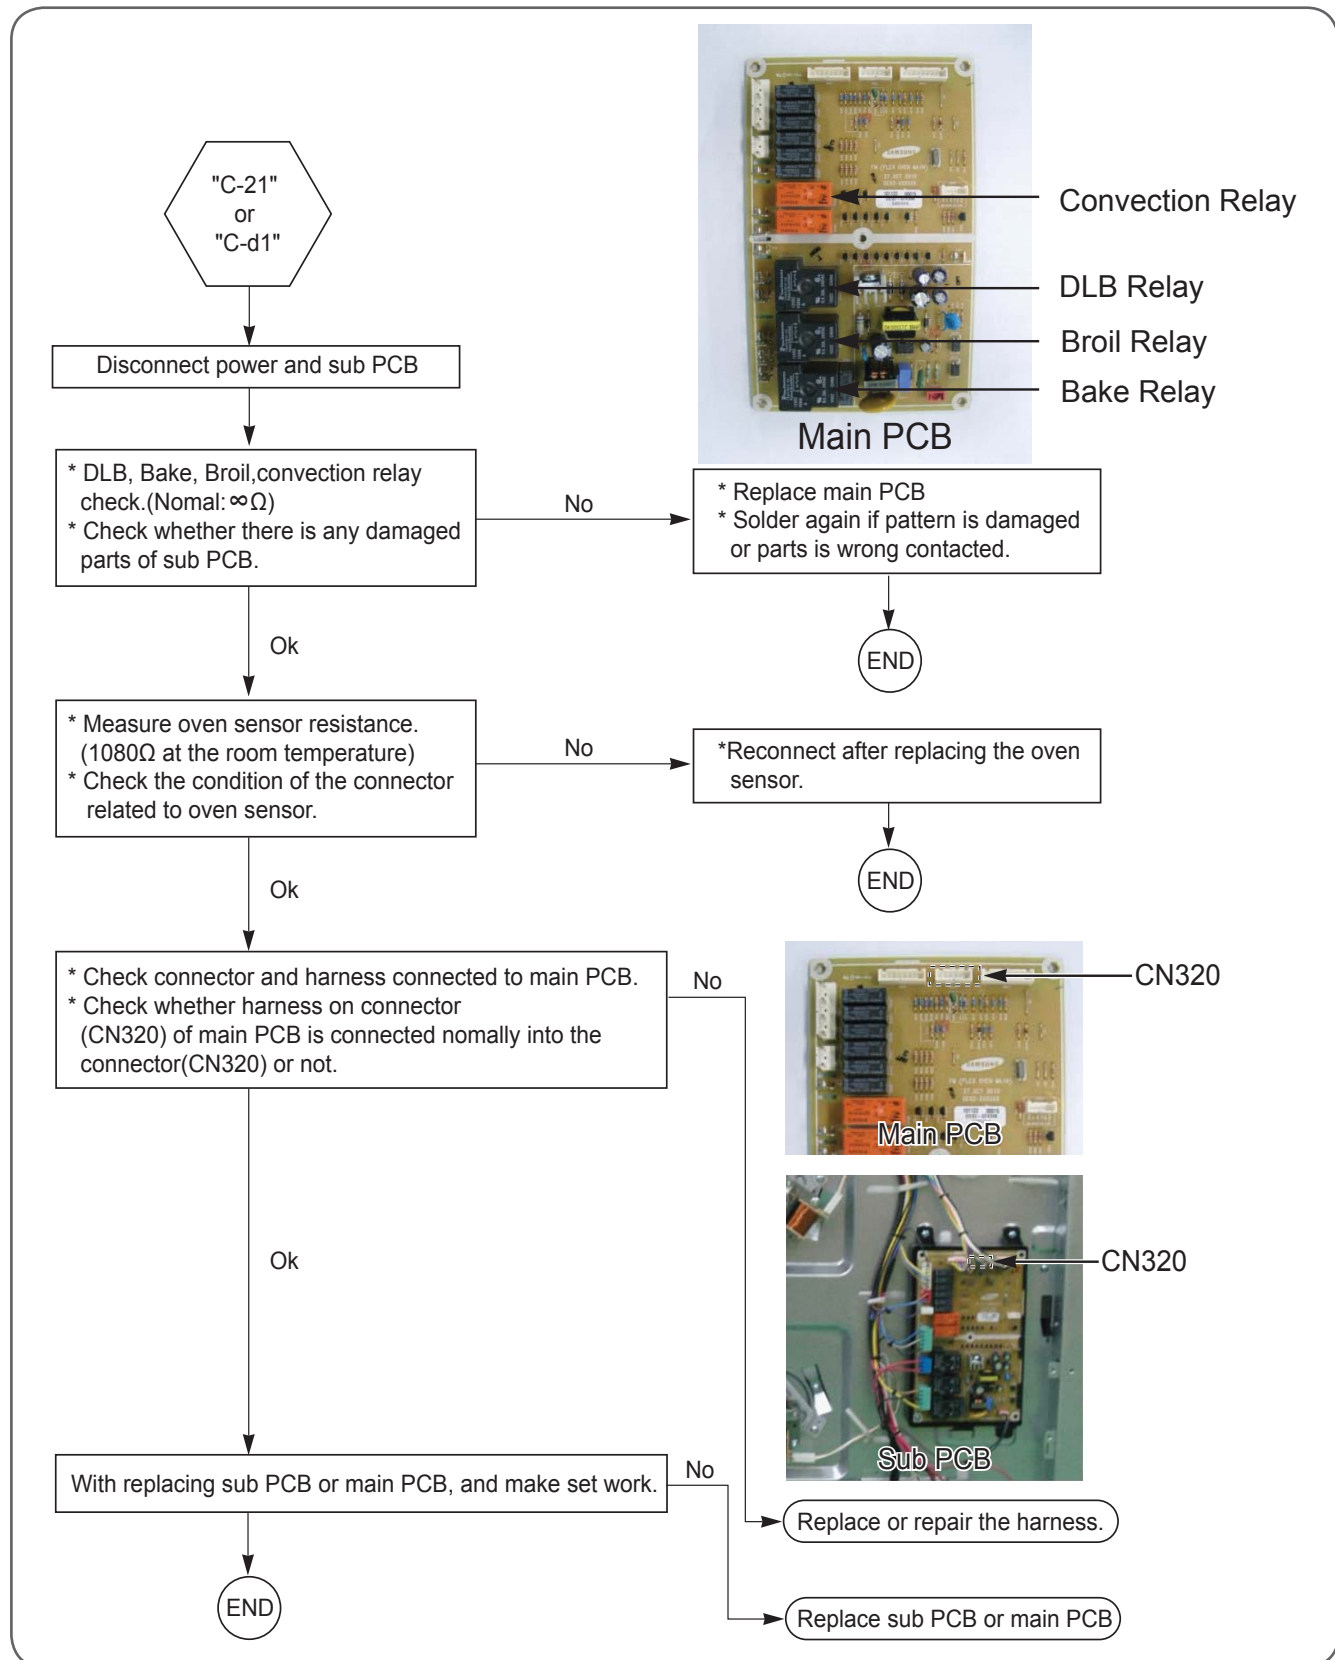 "C-21"
or
"C-d1"
Disconnect power and sub PCB
* DLB, Bake, Broil,convection relay
check.(Nomal:∞Ω)
* Check whether there is any damaged
parts of sub PCB.
No
* Replace main PCB
* Solder again if pattern is damaged
or parts is wrong contacted.
END
Ok
* Measure oven sensor resistance.
(1080Ω at the room temperature)
* Check the condition of the connector
related to oven sensor.
No
*Reconnect after replacing the oven
sensor.
END
Ok
* Check connector and harness connected to main PCB.
* Check whether harness on connector
(CN320) of main PCB is connected nomally into the
connector(CN320) or not.
No
Ok
With replacing sub PCB or main PCB, and make set work.
No
END
Replace or repair the harness.
Replace sub PCB or main PCB
SAMSUNG
Convection Relay
DLB Relay
Broil Relay
Bake Relay
Main PCB
CN320
SAMSUNG
Main PCB
CN320
Sub PCB